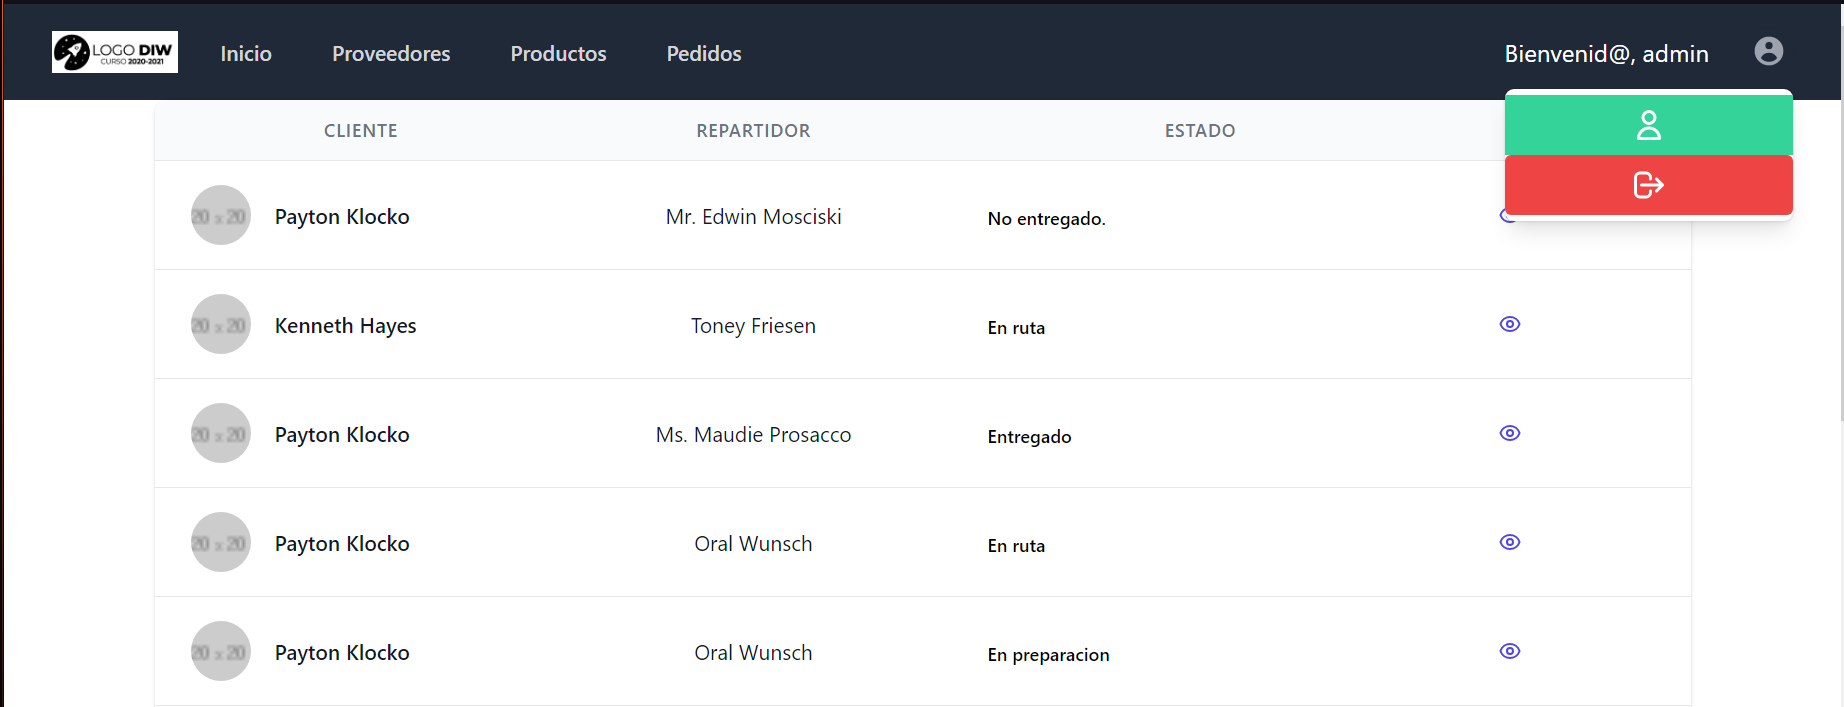 LOGO DIW
CURSO 2020-2021
Inicio
Proveedores
Productos
Pedidos
Bienvenid@, admin
CLIENTE
REPARTIDOR
ESTADO
20 x 20
Payton Klocko
Mr. Edwin Mosciski
No entregado.
20 x 20
Kenneth Hayes
Toney Friesen
En ruta
20 x 20
Payton Klocko
Ms. Maudie Prosacco
Entregado
20 x 20
Payton Klocko
Oral Wunsch
En ruta
20 x 20
Payton Klocko
Oral Wunsch
En preparacion